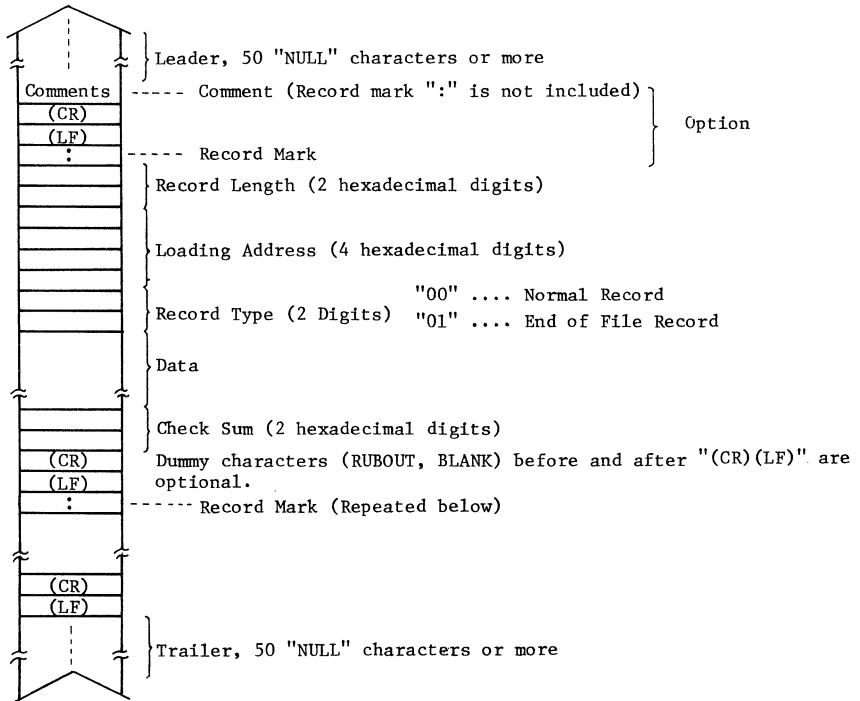 Leader, 50 "NULL" characters or more
Comments ----- Comment (Record mark ":" is not included)
(CR)
Option
(LF)
: ----- Record Mark
Record Length (2 hexadecimal digits)
Loading Address (4 hexadecimal digits)
"00" .... Normal Record
Record Type (2 Digits)
"01" .... End of File Record
Data
Check Sum (2 hexadecimal digits)
(CR) Dummy characters (RUBOUT, BLANK) before and after "(CR)(LF)" are
(LF) optional.
: ------ Record Mark (Repeated below)
(CR)
(LF)
Trailer, 50 "NULL" characters or more